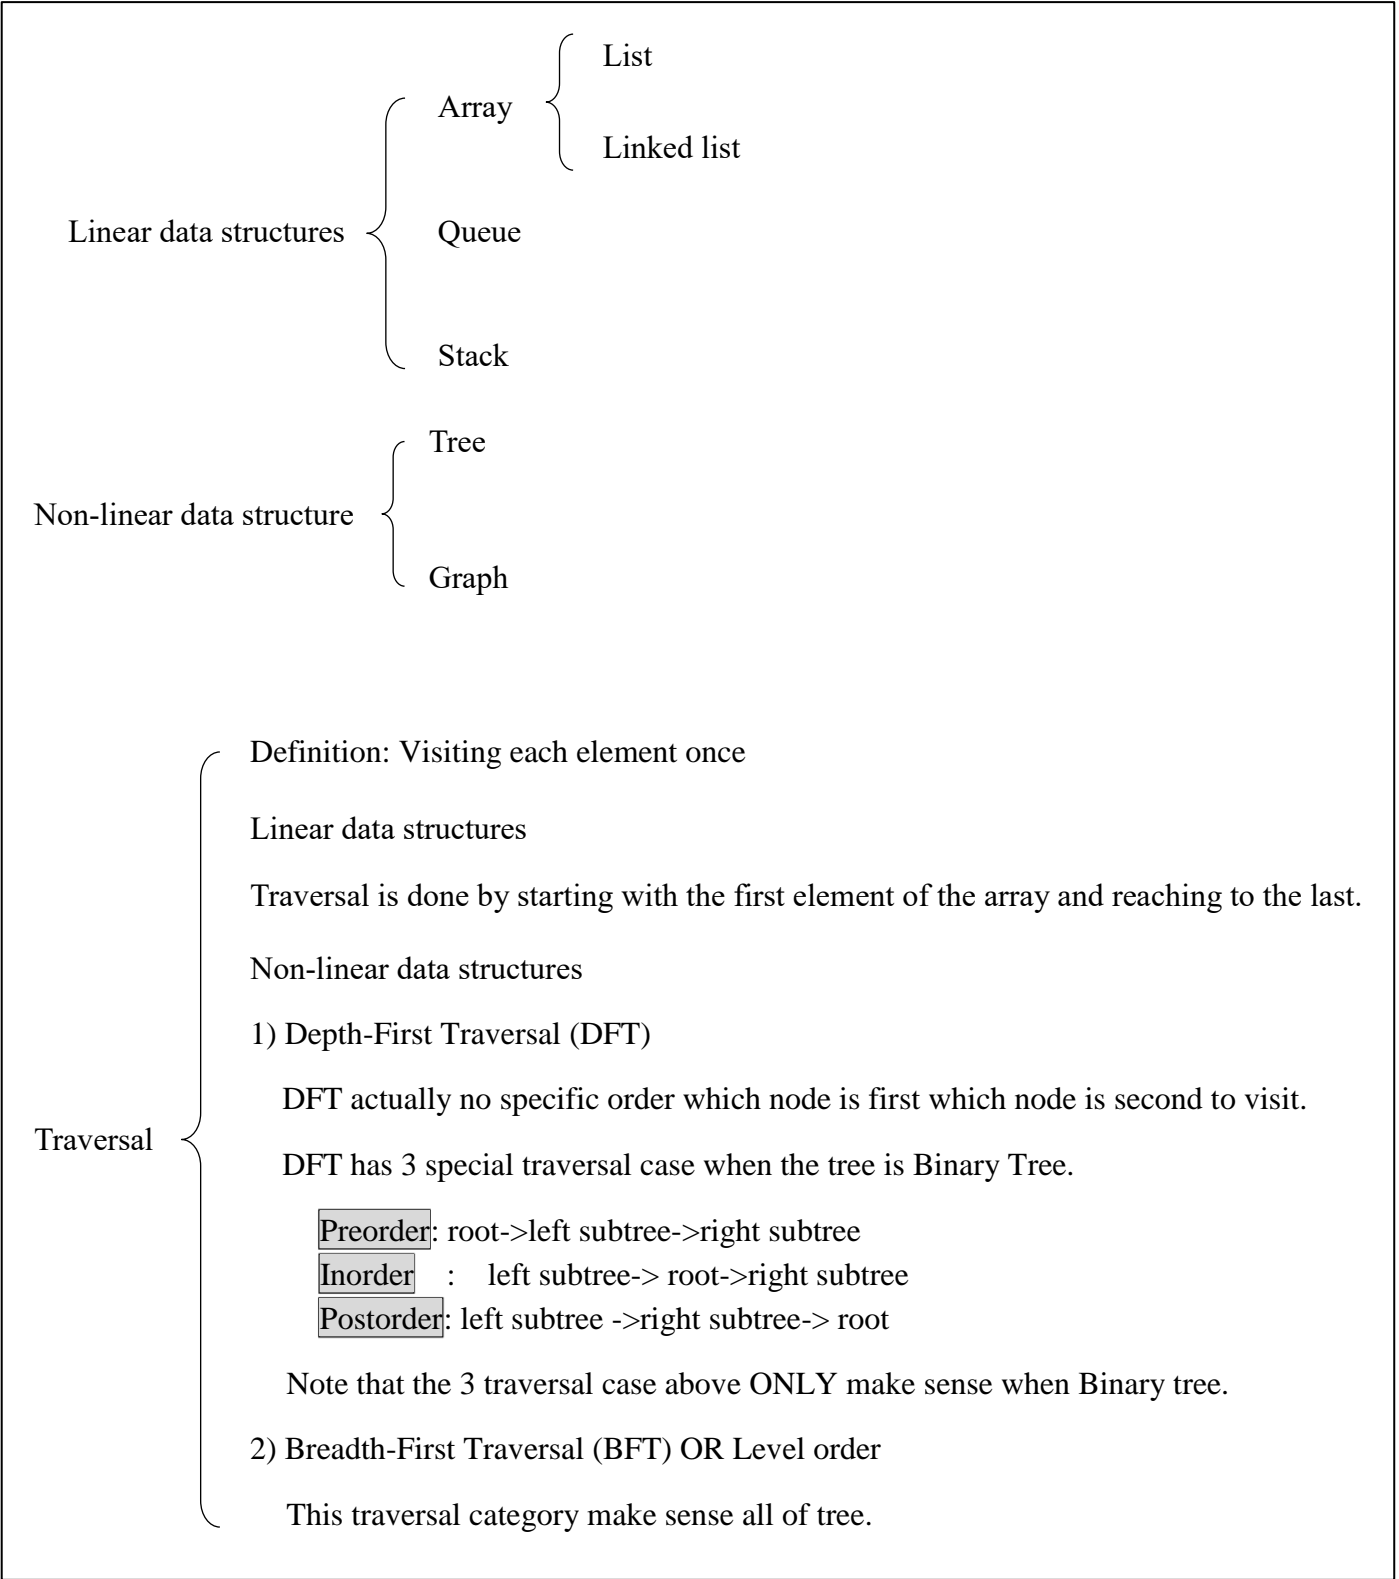 List
Array
Linked list
Linear data structures
Queue
Stack
Tree
Non-linear data structure
Graph
Definition: Visiting each element once
Linear data structures
Traversal is done by starting with the first element of the array and reaching to the last.
Non-linear data structures
1) Depth-First Traversal (DFT)
DFT actually no specific order which node is first which node is second to visit.
Traversal
DFT has 3 special traversal case when the tree is Binary Tree.
Preorder: root->left subtree->right subtree
Inorder : left subtree-> root->right subtree
Postorder: left subtree ->right subtree-> root
Note that the 3 traversal case above ONLY make sense when Binary tree.
2) Breadth-First Traversal (BFT) OR Level order
This traversal category make sense all of tree.